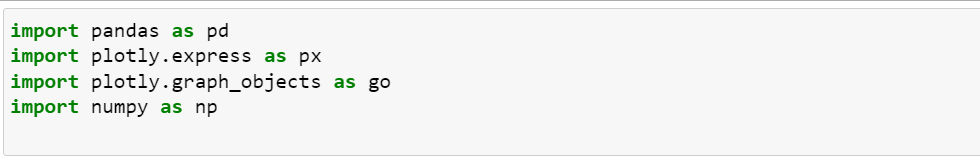 import pandas as pd
import plotly.express as px
import plotly.graph_objects as go
import numpy as np